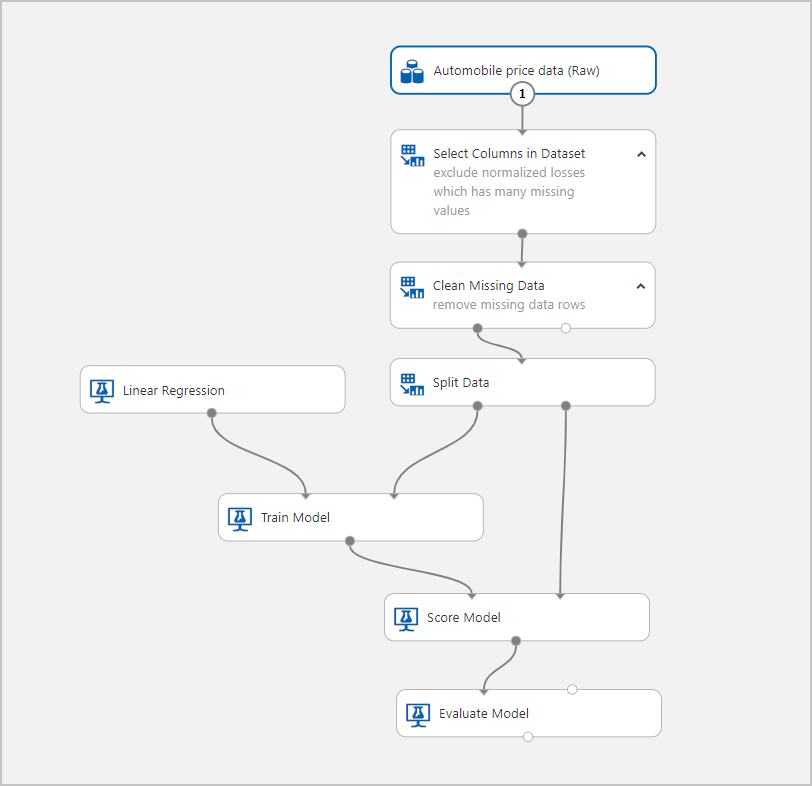 Automobile price data (Raw)
1
Select Columns in Dataset
exclude normalized losses
which has many missing
values
Clean Missing Data
remove missing data rows
Split Data
Linear Regression
Train Model
Score Model
Evaluate Model